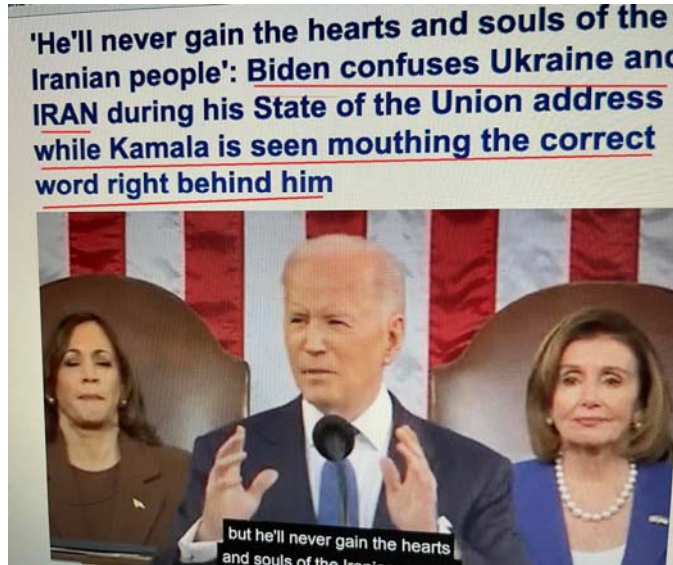 'He'll never gain the hearts and souls of the
Iranian people': Biden confuses Ukraine and
IRAN during his State of the Union address
while Kamala is seen mouthing the correct
word right behind him
but he'll never gain the hearts
and souls of the